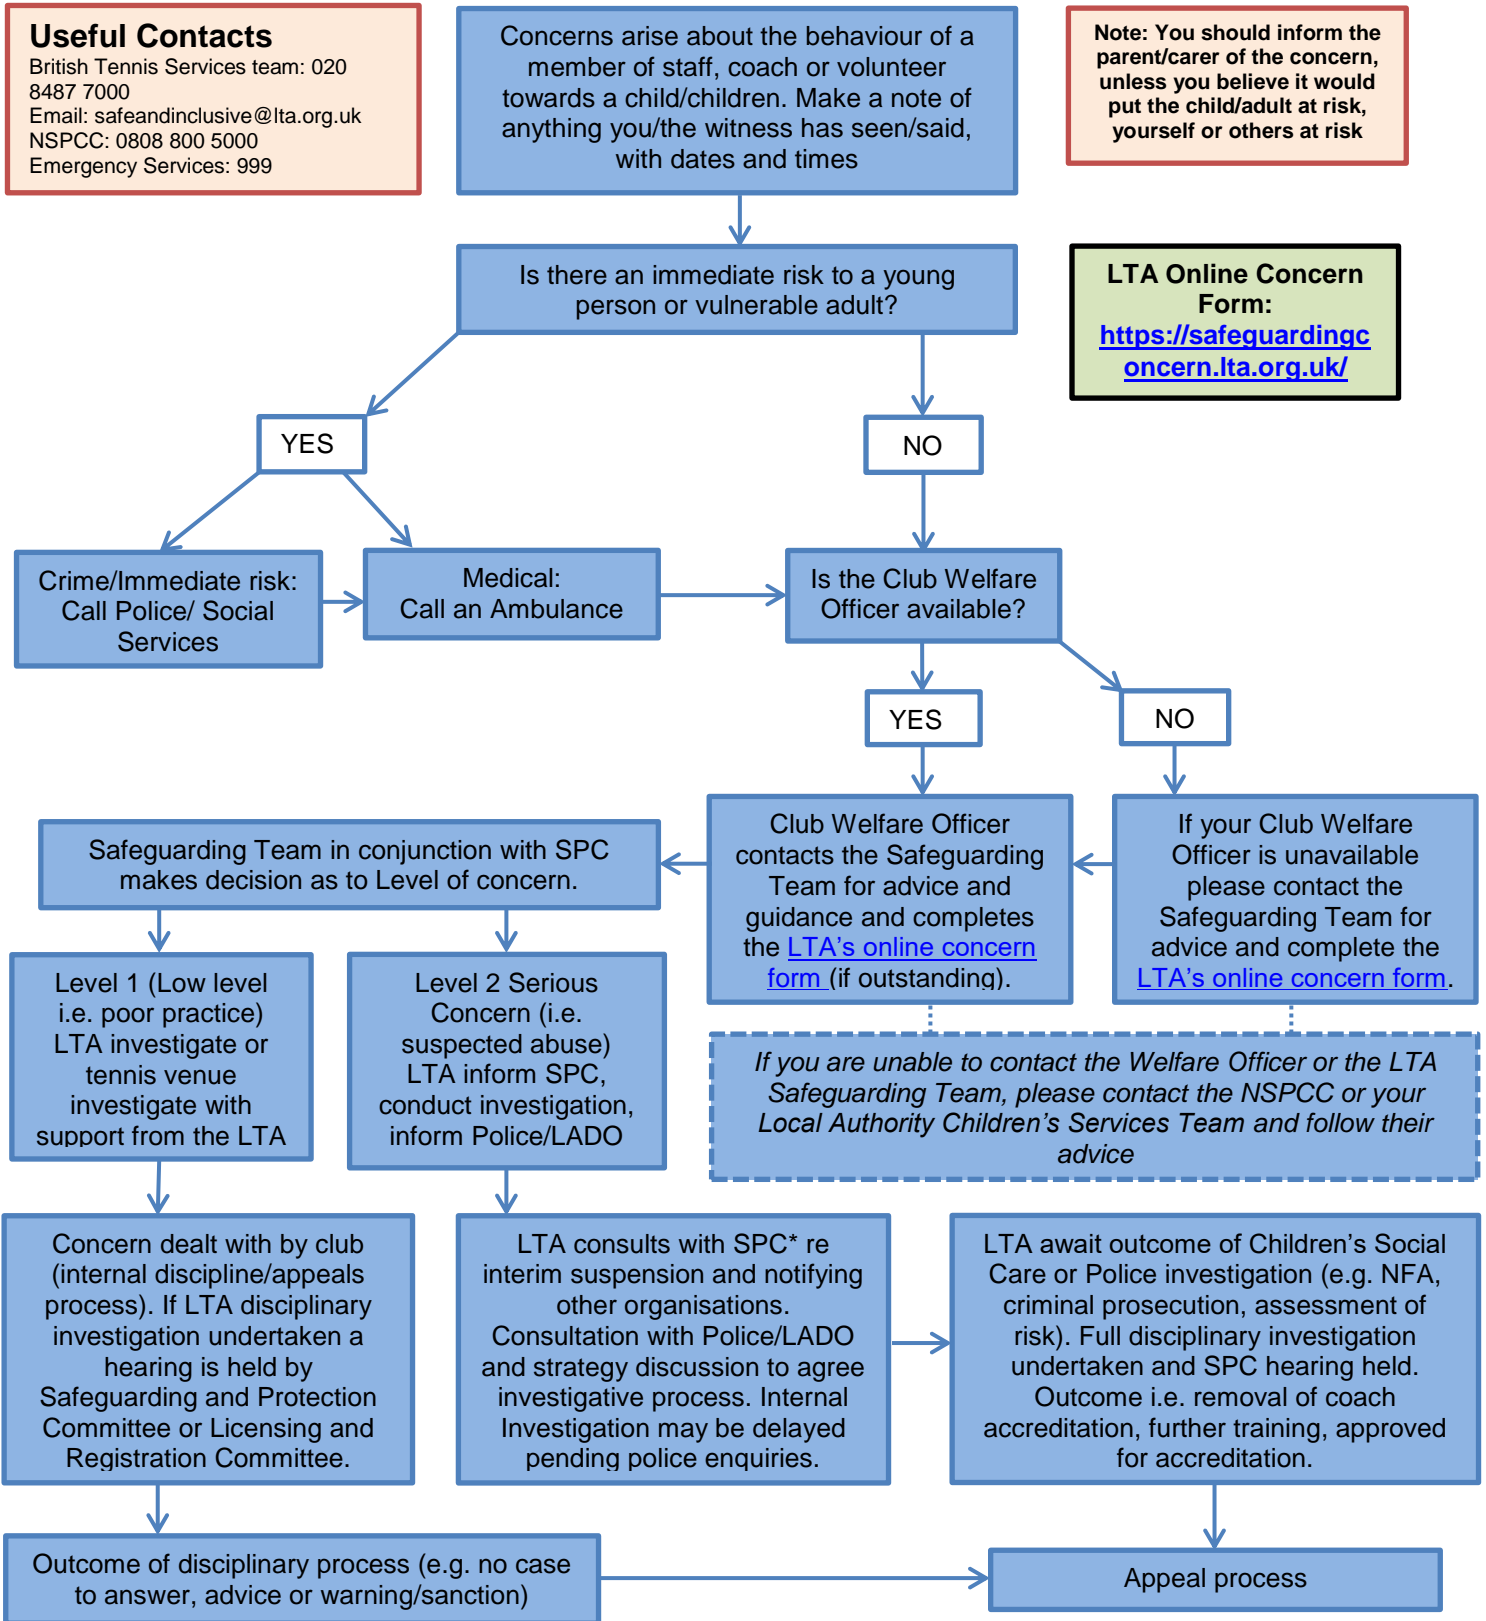 Useful Contacts
British Tennis Services team: 020
8487 7000
Email: safeandinclusive@lta.org.uk
NSPCC: 0808 800 5000
Emergency Services: 999
Concerns arise about the behaviour of a
member of staff, coach or volunteer
towards a child/children. Make a note of
anything you/the witness has seen/said,
with dates and times
Note: You should inform the
parent/carer of the concern,
unless you believe it would
put the child/adult at risk,
yourself or others at risk
Is there an immediate risk to a young
person or vulnerable adult?
LTA Online Concern
Form:
https://safeguardingc
oncern.lta.org.uk/
YES
NO
Crime/Immediate risk:
Call Police/ Social
Services
Medical:
Call an Ambulance
Is the Club Welfare
Officer available?
YES
NO
Safeguarding Team in conjunction with SPC
makes decision as to Level of concern.
Club Welfare Officer
contacts the Safeguarding
Team for advice and
guidance and completes
the LTA's online concern
form (if outstanding).
If your Club Welfare
Officer is unavailable
please contact the
Safeguarding Team for
advice and complete the
LTA's online concern form.
Level 1 (Low level
i.e. poor practice)
LTA investigate or
tennis venue
investigate with
support from the LTA
Level 2 Serious
Concern (i.e.
suspected abuse)
LTA inform SPC,
conduct investigation,
inform Police/LADO
If you are unable to contact the Welfare Officer or the LTA
Safeguarding Team, please contact the NSPCC or your
Local Authority Children's Services Team and follow their
advice
Concern dealt with by club
(internal discipline/appeals
process). If LTA disciplinary
investigation undertaken a
hearing is held by
Safeguarding and Protection
Committee or Licensing and
Registration Committee.
LTA consults with SPC* re
interim suspension and notifying
other organisations.
Consultation with Police/LADO
and strategy discussion to agree
investigative process. Internal
Investigation may be delayed
pending police enquiries.
LTA await outcome of Children's Social
Care or Police investigation (e.g. NFA,
criminal prosecution, assessment of
risk). Full disciplinary investigation
undertaken and SPC hearing held.
Outcome i.e. removal of coach
accreditation, further training, approved
for accreditation.
Outcome of disciplinary process (e.g. no case
to answer, advice or warning/sanction)
Appeal process